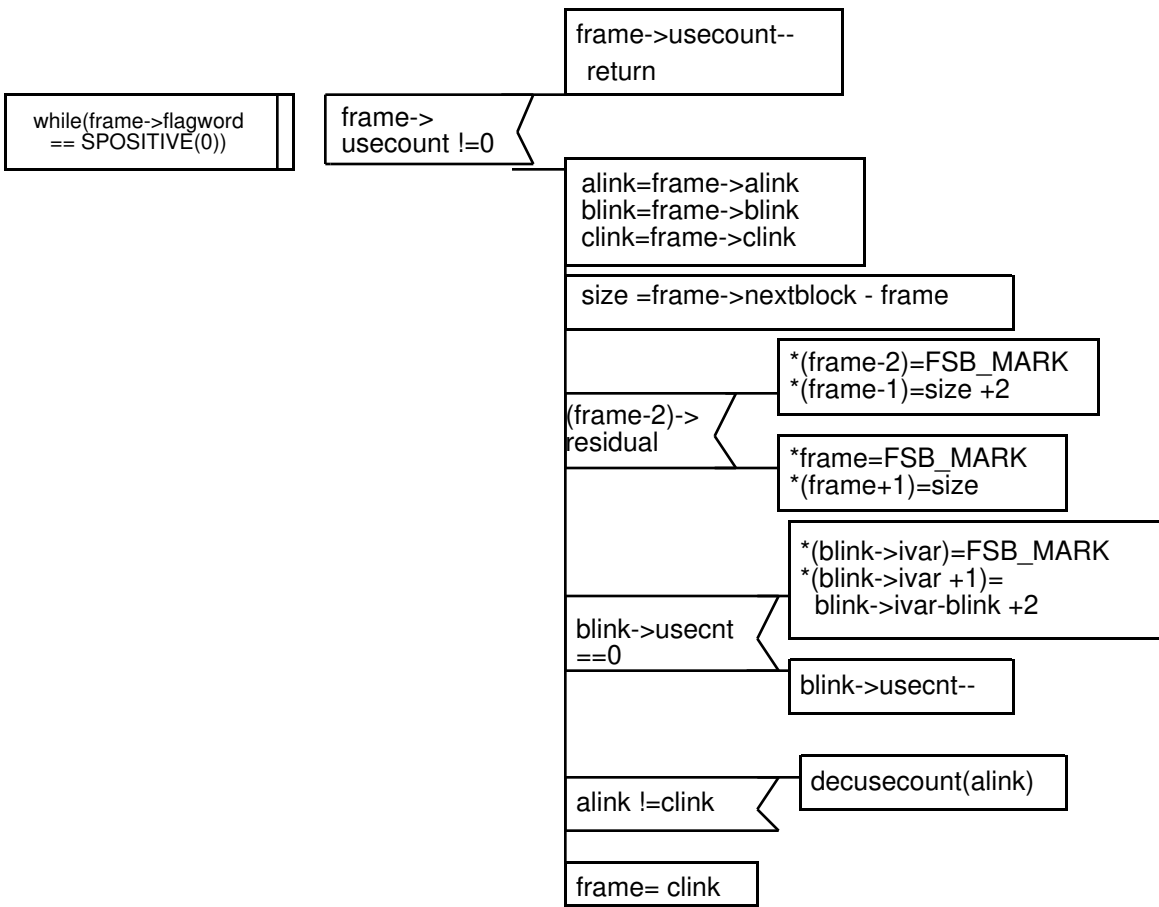 frame->usecount--
return
while(frame->flagword
== SPOSITIVE(0))
frame->
usecount !=0
alink=frame->alink
blink=frame->blink
clink=frame->clink
size =frame->nextblock - frame
*(frame-2)=FSB_MARK
*(frame-1)=size +2
(frame-2)->
residual
*frame=FSB_MARK
*(frame+1)=size
*(blink->ivar)=FSB_MARK
*(blink->ivar +1)=
blink->ivar-blink +2
blink->usecnt
==0
blink->usecnt--
decusecount(alink)
alink !=clink
frame= clink